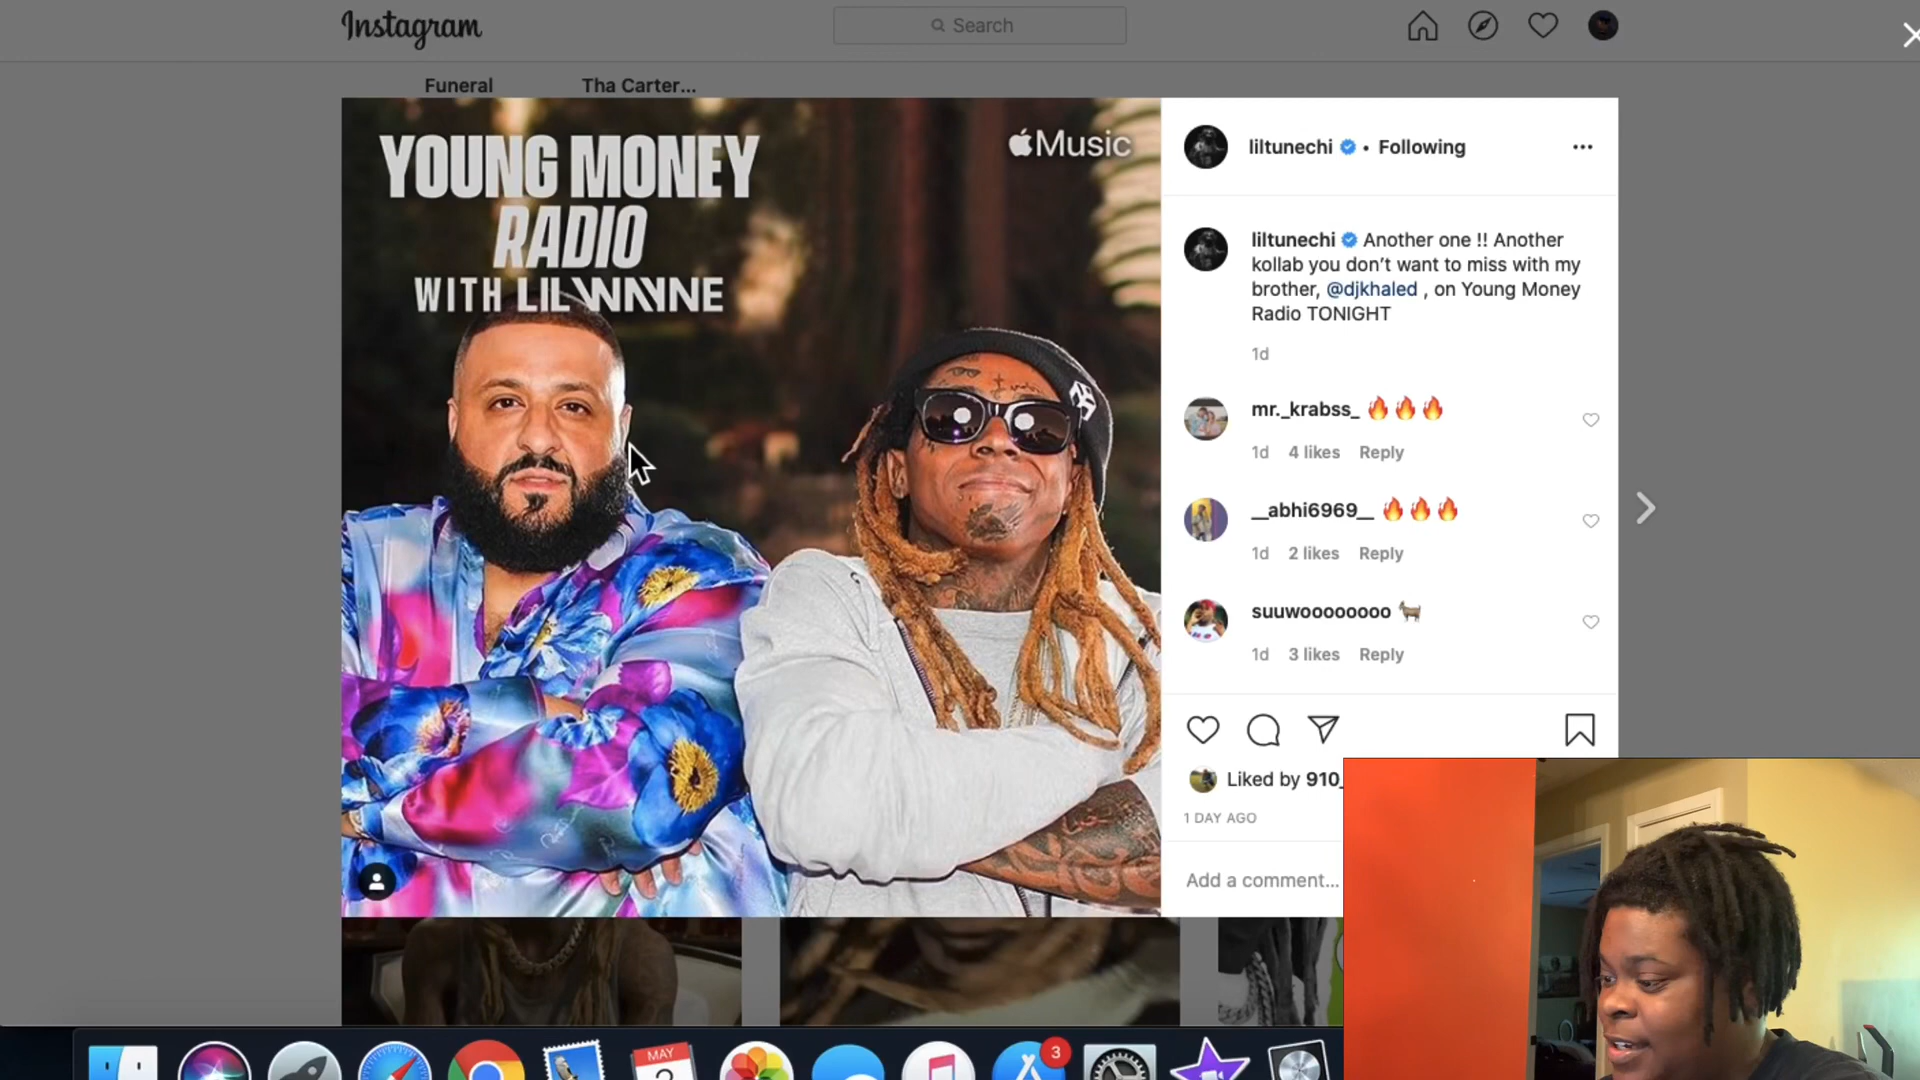 Instagram
Search
Funeral
Tha Carter...
YOUNG MONEY
RADIO
WITH LIL WAYNE
Music
liltunechi • Following
liltunechi Another one !! Another
kollab you don’t want to miss with my
brother, @djkhaled , on Young Money
Radio TONIGHT
1d
mr._krabss_ 🔥🔥🔥
1d 4 likes Reply
__abhi6969__ 🔥🔥🔥
1d 2 likes Reply
suuwoooooooo 🐐
1d 3 likes Reply
Liked by 910_
1 DAY AGO
Add a comment...
MAY
3